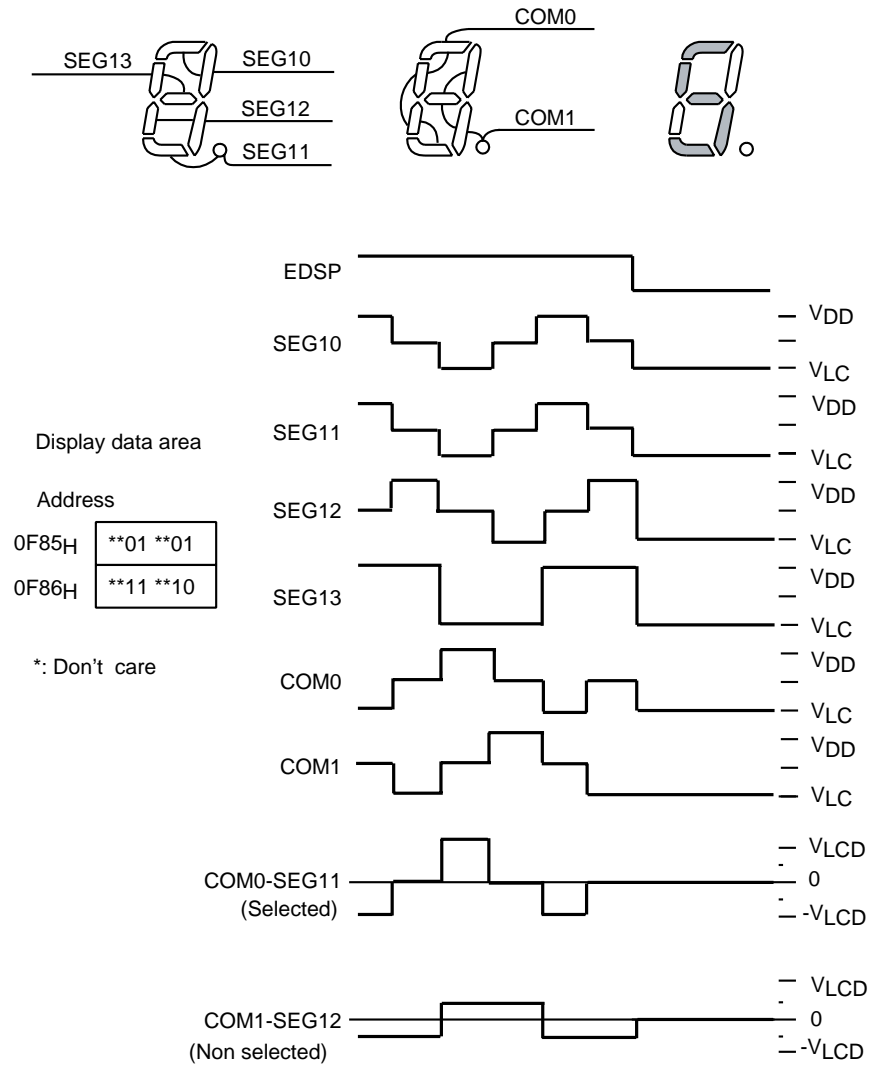 COM0
SEG13
SEG10
SEG12
COM1
SEG11
EDSP
VDD
SEG10
VLC
VDD
SEG11
Display data area
VLC
VDD
Address
SEG12
0F85H **01 **01
VLC
VDD
0F86H **11 **10
SEG13
VLC
*: Don't care
VDD
COM0
VLC
VDD
COM1
VLC
VLCD
COM0-SEG11
0
(Selected)
-VLCD
VLCD
COM1-SEG12
0
(Non selected)
-VLCD